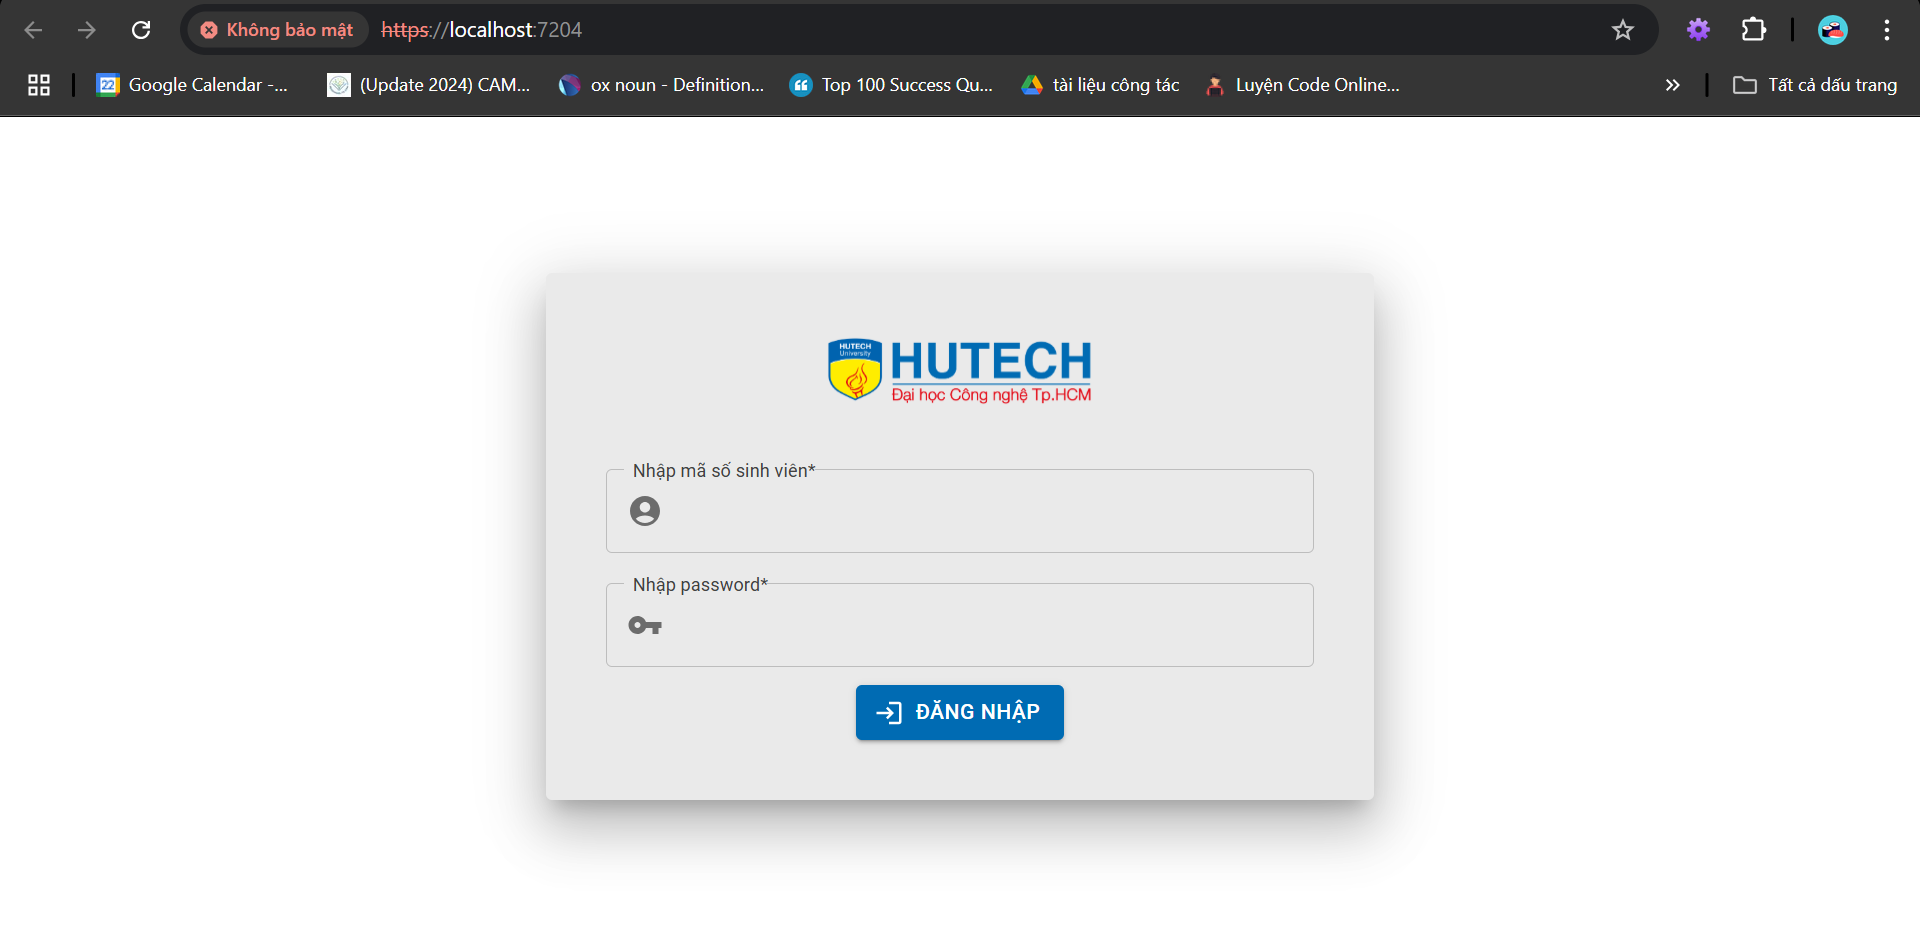 Không bảo mật https://localhost:7204
Google Calendar -... (Update 2024) CAM... ox noun - Definition... Top 100 Success Qu... tài liệu công tác Luyện Code Online... Tất cả dấu trang
22
HUTECH
University
HUTECH
Đại học Công nghệ Tp.HCM
Nhập mã số sinh viên*
Nhập password*
ĐĂNG NHẬP